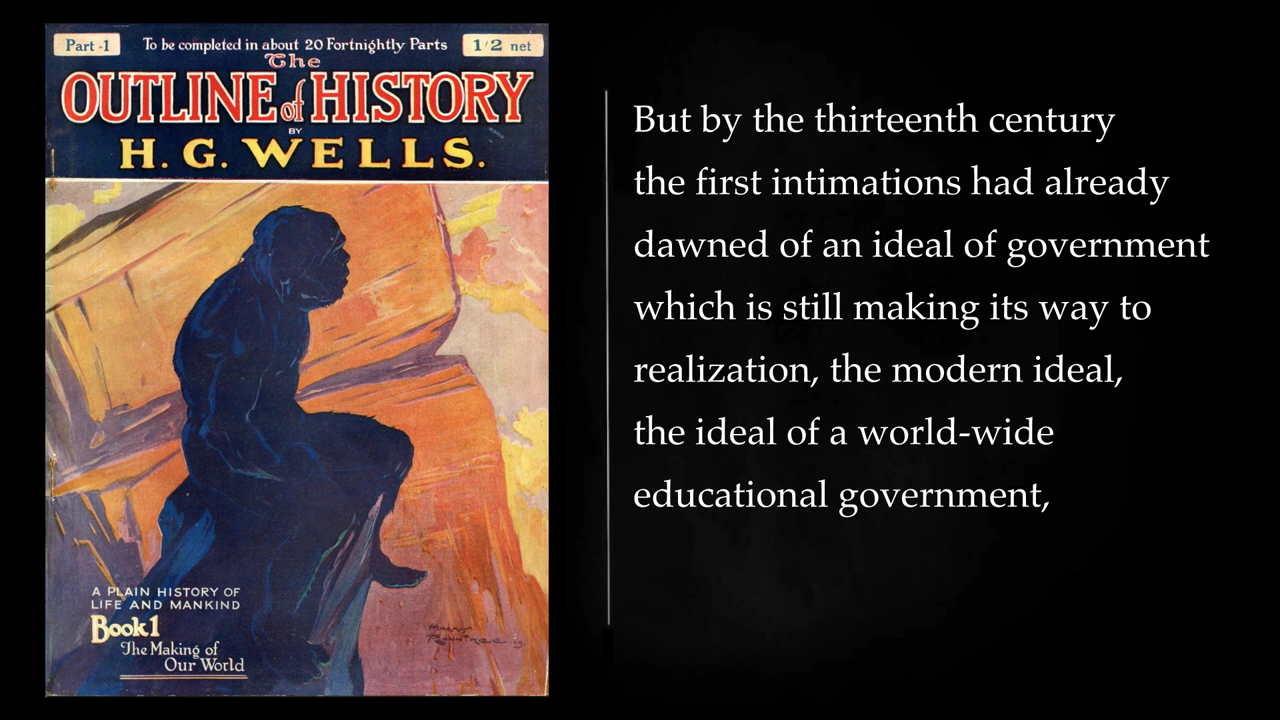 Part -1
To be completed in about 20 Fortnightly Parts
1/2 net
The
OUTLINE of HISTORY
BY
H. G. WELLS.
A PLAIN HISTORY OF
LIFE AND MANKIND
Book 1
The Making of
Our World
But by the thirteenth century
the first intimations had already
dawned of an ideal of government
which is still making its way to
realization, the modern ideal,
the ideal of a world-wide
educational government,